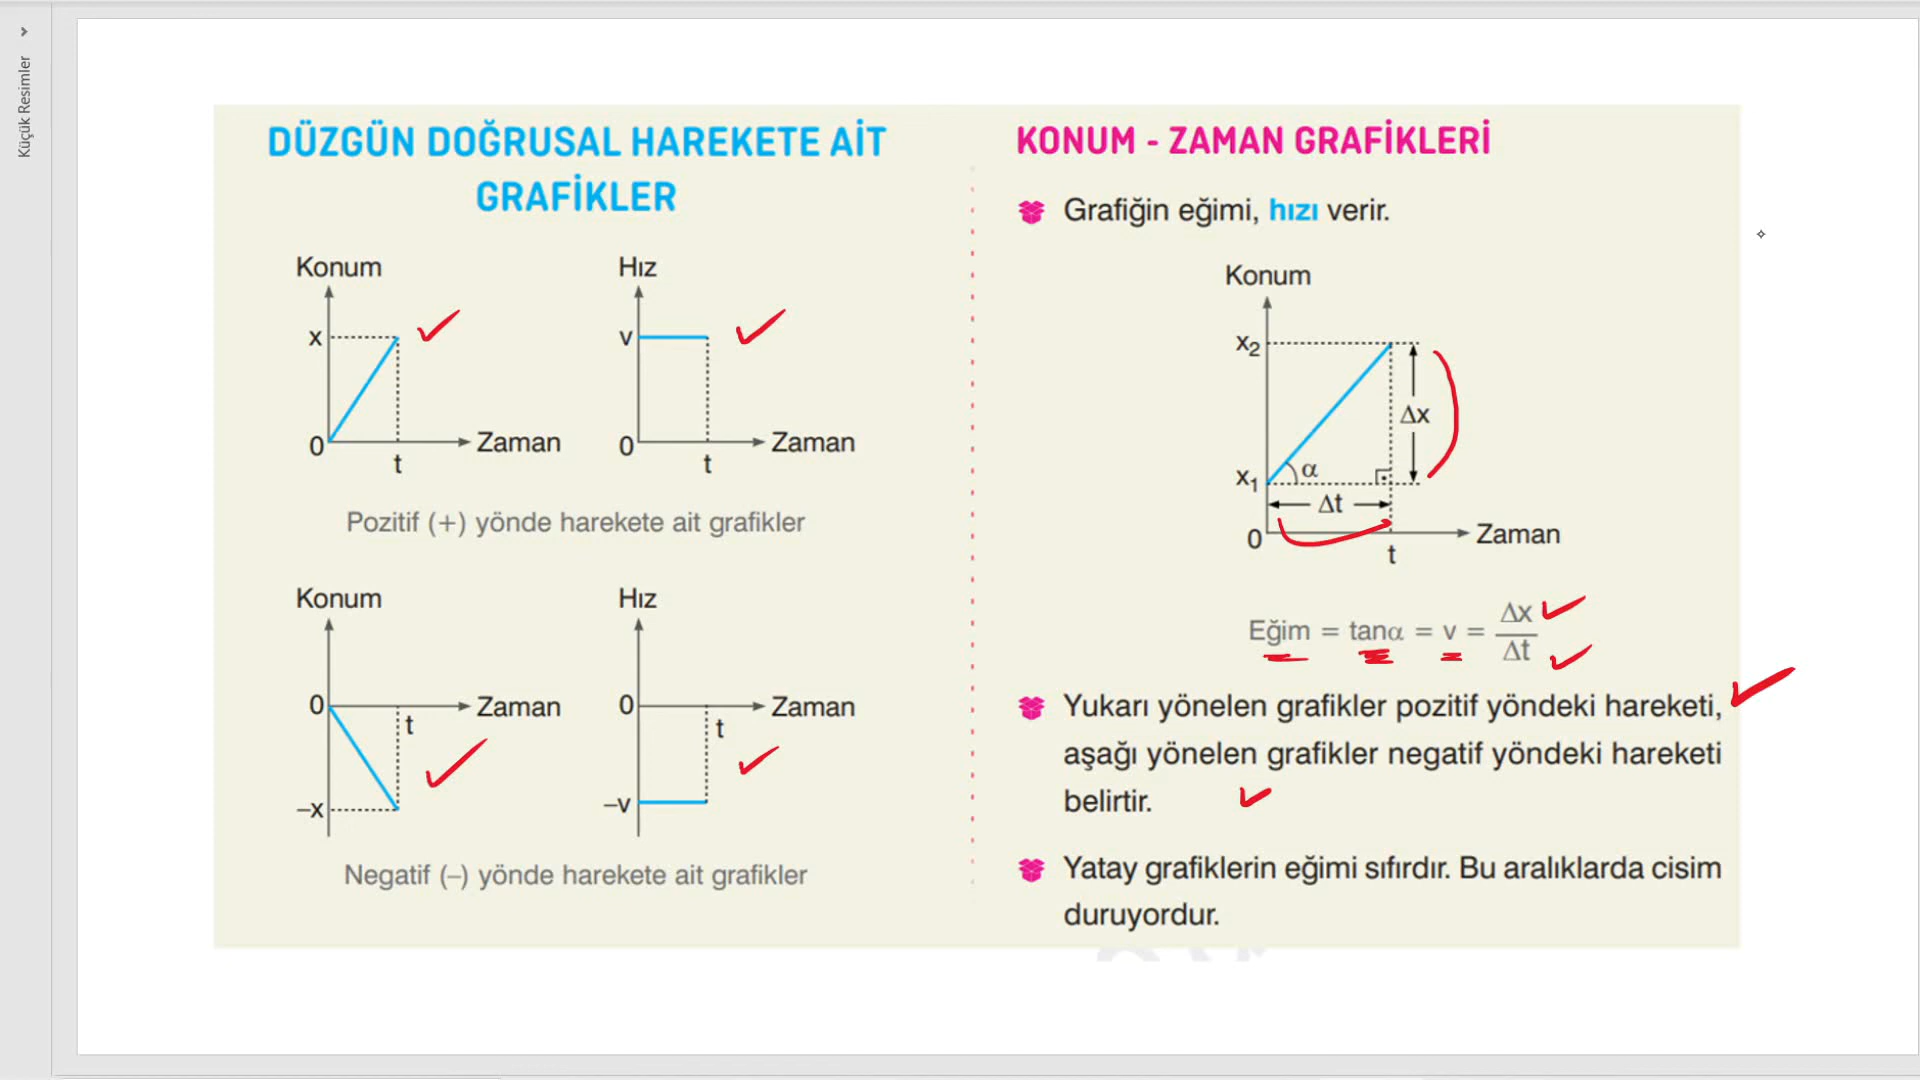 Küçük Resimler
DÜZGÜN DOĞRUSAL HAREKETE AİT
GRAFİKLER
Konum
x
0
t
Zaman
Hız
v
0
t
Zaman
Pozitif (+) yönde harekete ait grafikler
Konum
0
t
Zaman
–x
Hız
0
t
Zaman
–v
Negatif (–) yönde harekete ait grafikler
KONUM - ZAMAN GRAFİKLERİ
Grafiğin eğimi, hızı verir.
Konum
x2
Δx
x1
α
Δt
0
t
Zaman
Eğim = tanα = v = Δx
Δt
Yukarı yönelen grafikler pozitif yöndeki hareketi,
aşağı yönelen grafikler negatif yöndeki hareketi
belirtir.
Yatay grafiklerin eğimi sıfırdır. Bu aralıklarda cisim
duruyordur.